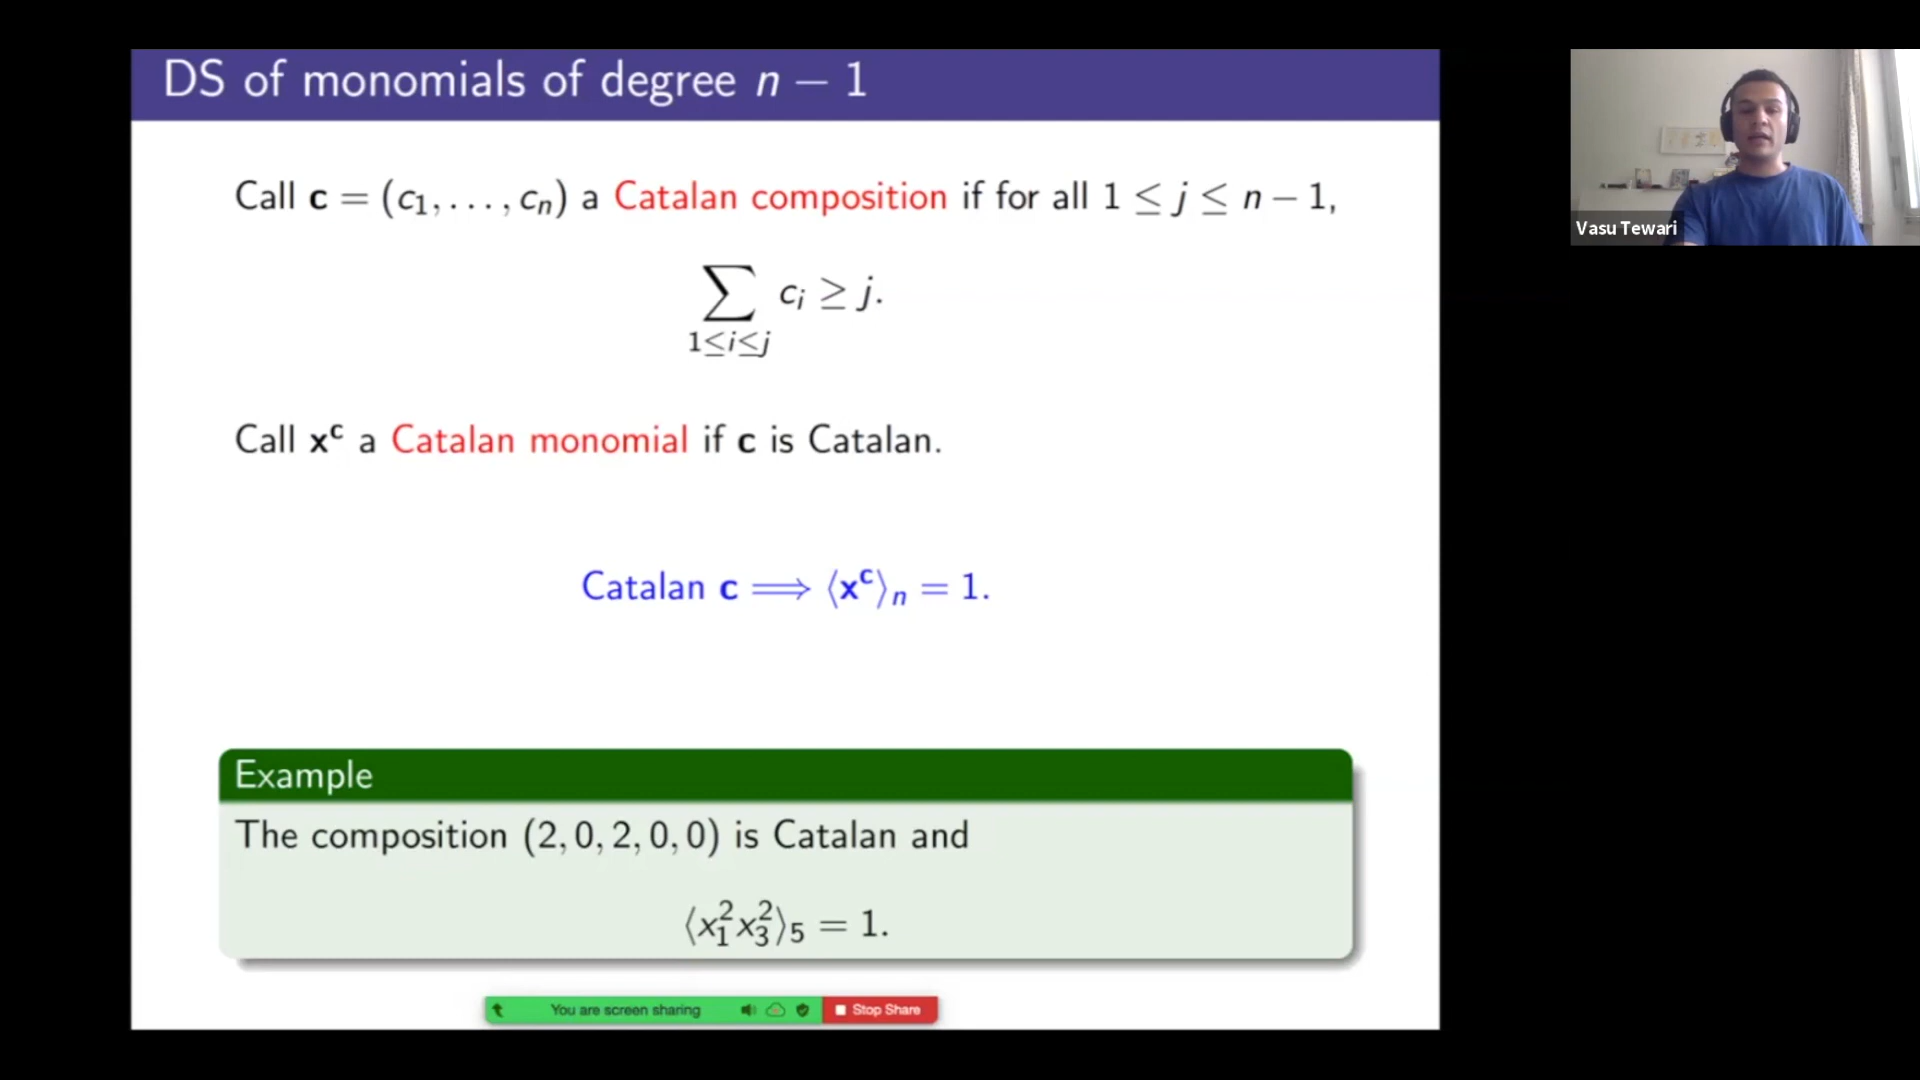 DS of monomials of degree n − 1
Call c = (c₁, . . . , cₙ) a Catalan composition if for all 1 ≤ j ≤ n − 1,
∑ cᵢ ≥ j.
1≤i≤j
Call x^c a Catalan monomial if c is Catalan.
Catalan c ⟹ ⟨x^c⟩ₙ = 1.
Example
The composition (2, 0, 2, 0, 0) is Catalan and
⟨x₁²x₃²⟩₅ = 1.
You are screen sharing
Stop Share
Vasu Tewari